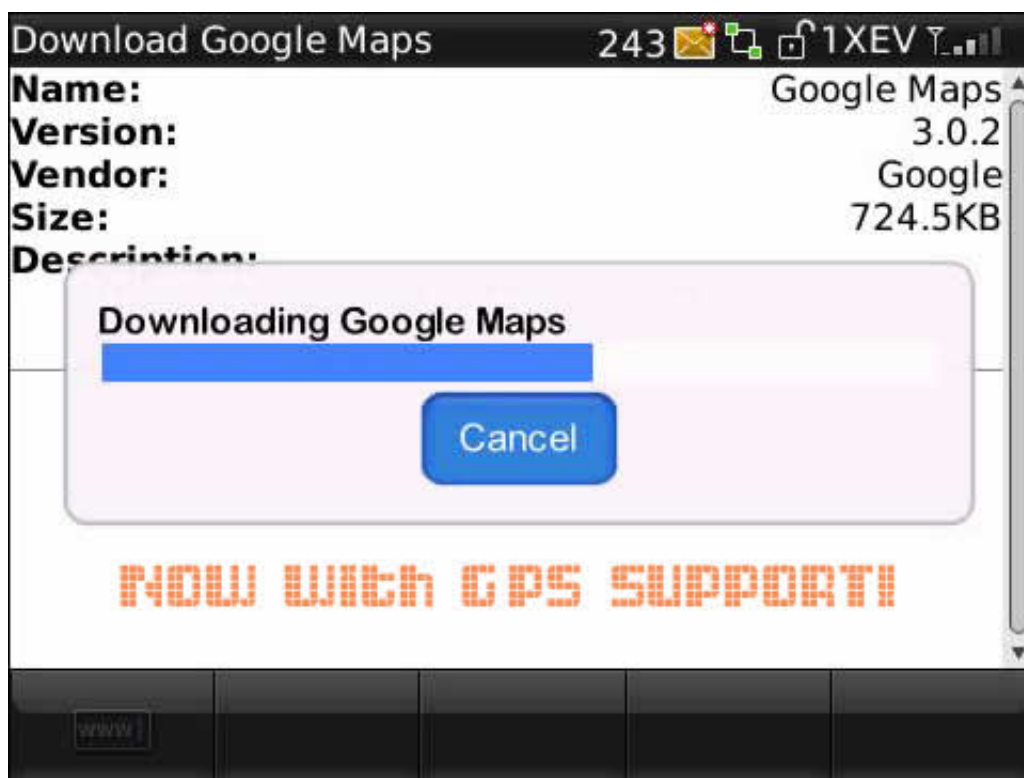 Download Google Maps 243 1XEV
Name: Google Maps
Version: 3.0.2
Vendor: Google
Size: 724.5KB
Description:
Downloading Google Maps
Cancel
NOW WITH GPS SUPPORT!
www